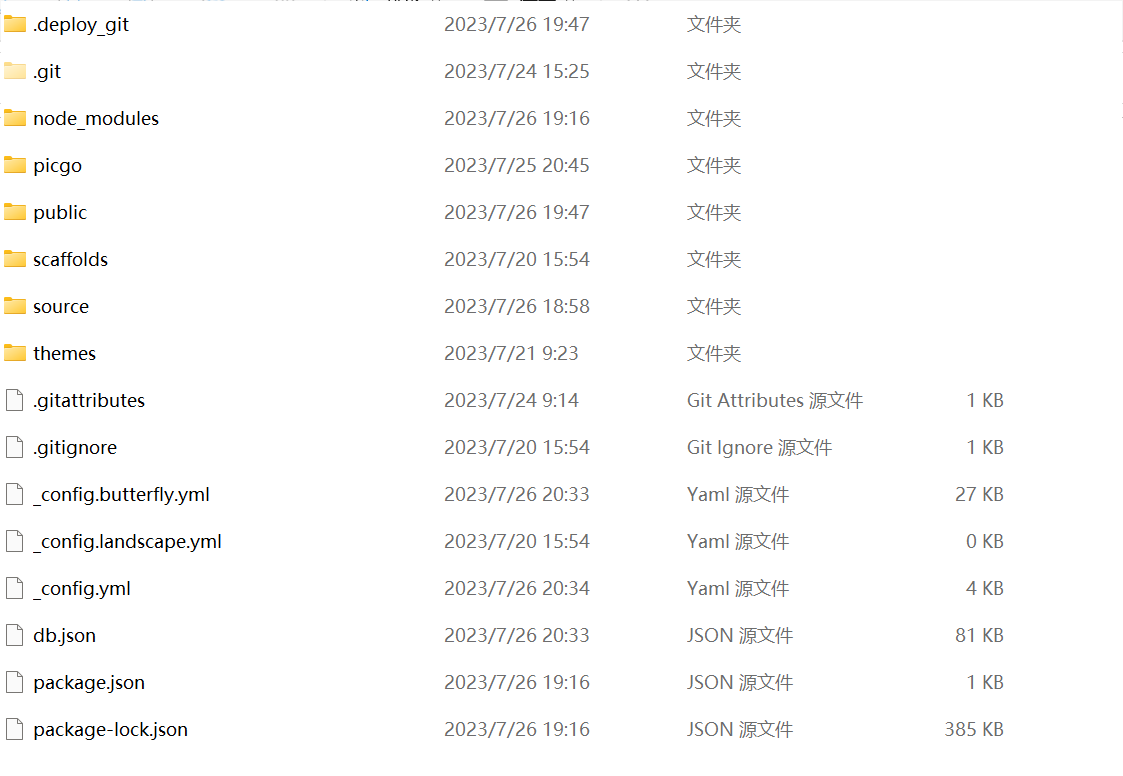 .deploy_git 2023/7/26 19:47 文件夹
.git 2023/7/24 15:25 文件夹
node_modules 2023/7/26 19:16 文件夹
picgo 2023/7/25 20:45 文件夹
public 2023/7/26 19:47 文件夹
scaffolds 2023/7/20 15:54 文件夹
source 2023/7/26 18:58 文件夹
themes 2023/7/21 9:23 文件夹
.gitattributes 2023/7/24 9:14 Git Attributes 源文件 1 KB
.gitignore 2023/7/20 15:54 Git Ignore 源文件 1 KB
_config.butterfly.yml 2023/7/26 20:33 Yaml 源文件 27 KB
_config.landscape.yml 2023/7/20 15:54 Yaml 源文件 0 KB
_config.yml 2023/7/26 20:34 Yaml 源文件 4 KB
db.json 2023/7/26 20:33 JSON 源文件 81 KB
package.json 2023/7/26 19:16 JSON 源文件 1 KB
package-lock.json 2023/7/26 19:16 JSON 源文件 385 KB